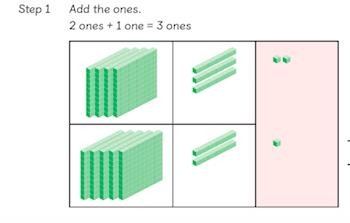 Step 1 Add the ones.
2 ones + 1 one = 3 ones